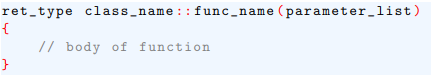 ret_type class_name::func_name(parameter_list)
{
    // body of function
}